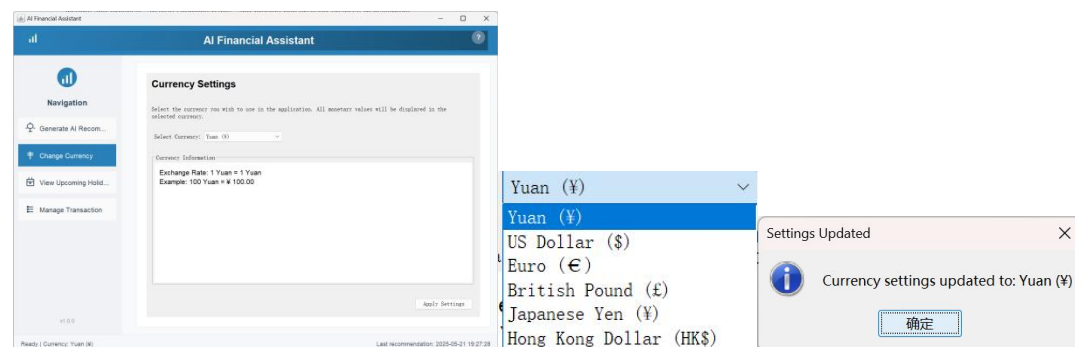 AI Financial Assistant
AI Financial Assistant
?
Navigation
Generate AI Recom...
Change Currency
View Upcoming Holid...
Manage Transaction
v1.0.0
Currency Settings
Select the currency you wish to use in the application. All monetary values will be displayed in the
selected currency.
Select Currency: Yuan (¥)
Currency Information
Exchange Rate: 1 Yuan = 1 Yuan
Example: 100 Yuan = ¥ 100.00
Apply Settings
Ready | Currency: Yuan (¥)
Last recommendation: 2025-05-21 19:27:28
Yuan (¥)
Yuan (¥)
US Dollar ($)
Euro (€)
British Pound (£)
Japanese Yen (¥)
Hong Kong Dollar (HK$)
Settings Updated
Currency settings updated to: Yuan (¥)
确定